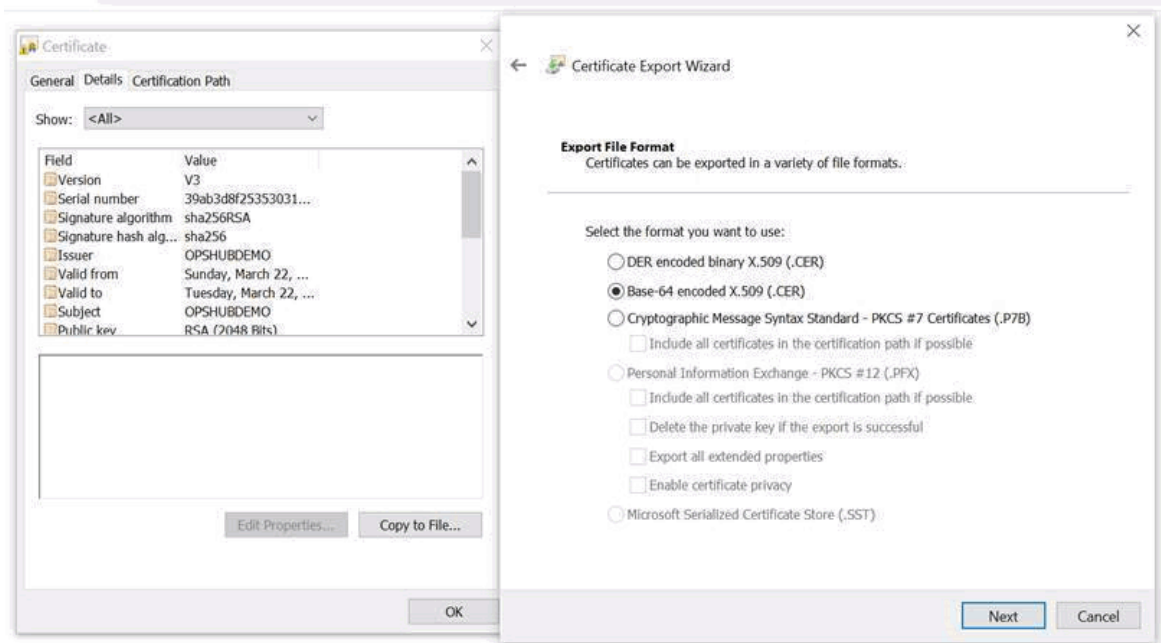 Certificate
General Details Certification Path
Show: <All>
Field Value
Version V3
Serial number 39ab3d8f25353031...
Signature algorithm sha256RSA
Signature hash alg... sha256
Issuer OPSHUBDEMO
Valid from Sunday, March 22, ...
Valid to Tuesday, March 22, ...
Subject OPSHUBDEMO
Public key RSA (2048 Bits)
Edit Properties... Copy to File...
OK
Certificate Export Wizard
Export File Format
Certificates can be exported in a variety of file formats.
Select the format you want to use:
DER encoded binary X.509 (.CER)
Base-64 encoded X.509 (.CER)
Cryptographic Message Syntax Standard - PKCS #7 Certificates (.P7B)
Include all certificates in the certification path if possible
Personal Information Exchange - PKCS #12 (.PFX)
Include all certificates in the certification path if possible
Delete the private key if the export is successful
Export all extended properties
Enable certificate privacy
Microsoft Serialized Certificate Store (.SST)
Next Cancel